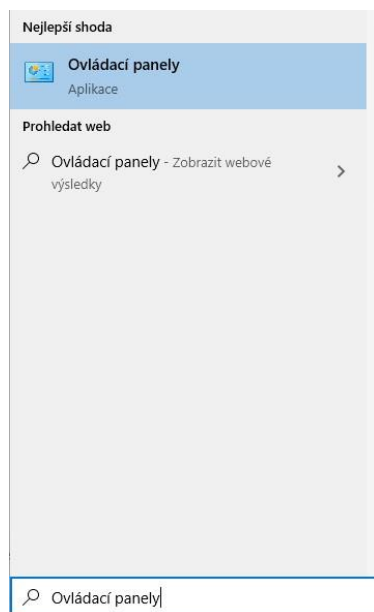 Nejlepší shoda
Ovládací panely
Aplikace
Prohledat web
Ovládací panely - Zobrazit webové
výsledky
Ovládací panely